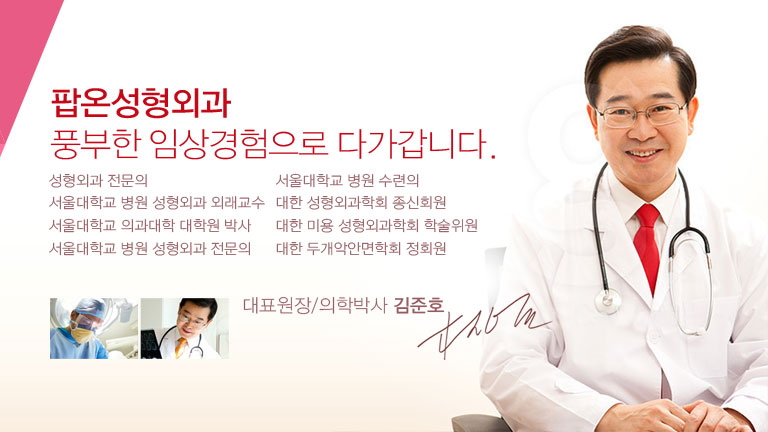 팝온성형외과
풍부한 임상경험으로 다가갑니다.
성형외과 전문의
서울대학교 병원 성형외과 외래교수
서울대학교 의과대학 대학원 박사
서울대학교 병원 성형외과 전문의
서울대학교 병원 수련의
대한 성형외과학회 종신회원
대한 미용 성형외과학회 학술위원
대한 두개악안면학회 정회원
대표원장/의학박사 김준호